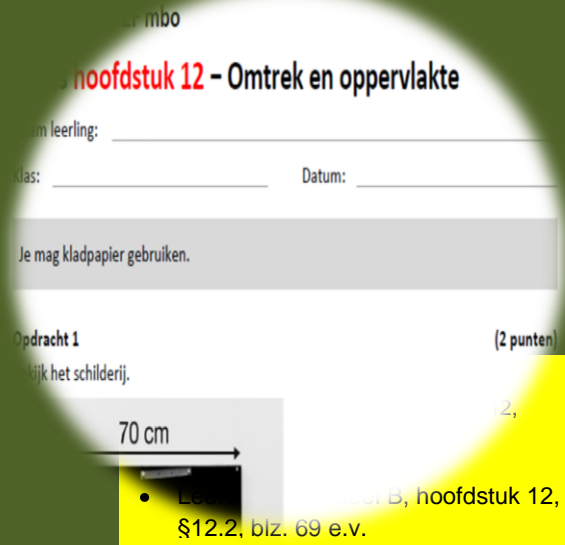 mbo
hoofdstuk 12 – Omtrek en oppervlakte
leerling:
Klas: Datum:
Je mag kladpapier gebruiken.
Opdracht 1 (2 punten)
het schilderij.
12,
70 cm
• B, hoofdstuk 12,
§12.2, blz. 69 e.v.